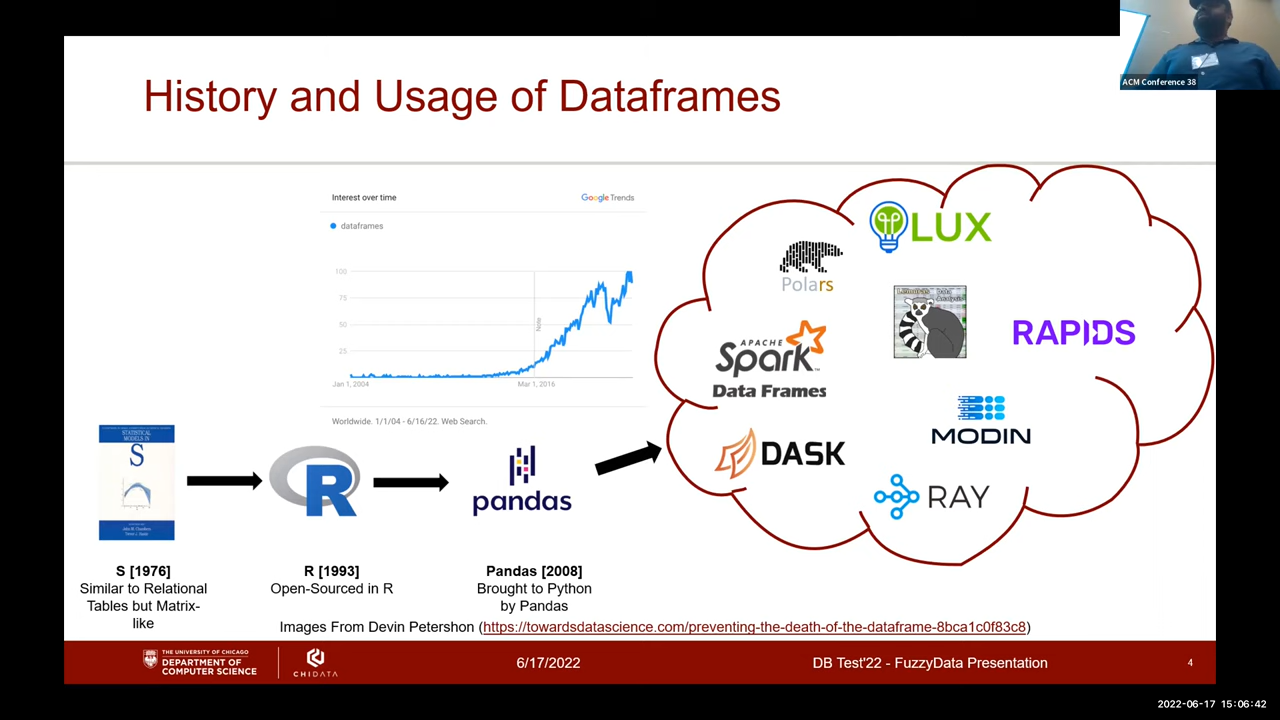 ACM Conference 38
History and Usage of Dataframes
Interest over time
Google Trends
dataframes
100
75
50
25
Note
Jan 1, 2004
Mar 1, 2016
Worldwide. 1/1/04 - 6/16/22. Web Search.
LUX
Polars
RAPIDS
APACHE
Spark™
Data Frames
MODIN
DASK
RAY
STATISTICAL
MODELS IN
S
R
pandas
S [1976]
Similar to Relational
Tables but Matrix-
like
R [1993]
Open-Sourced in R
Pandas [2008]
Brought to Python
by Pandas
Images From Devin Petershon (https://towardsdatascience.com/preventing-the-death-of-the-dataframe-8bca1c0f83c8)
THE UNIVERSITY OF CHICAGO
DEPARTMENT OF
COMPUTER SCIENCE
CHIDATA
6/17/2022
DB Test'22 - FuzzyData Presentation
4
2022-06-17 15:06:42